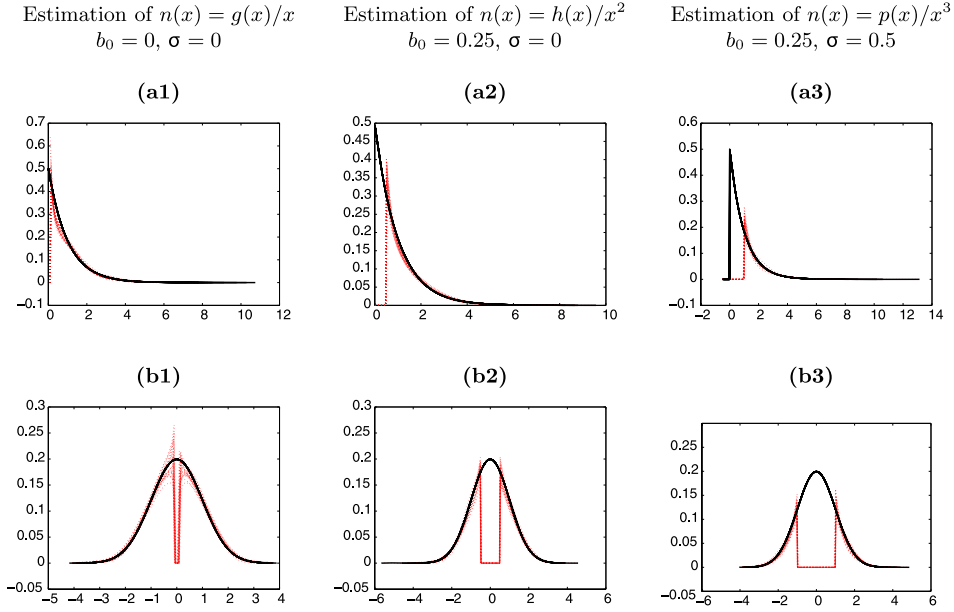 Estimation of n(x) = g(x)/x
b₀ = 0, σ = 0
Estimation of n(x) = h(x)/x²
b₀ = 0.25, σ = 0
Estimation of n(x) = p(x)/x³
b₀ = 0.25, σ = 0.5
(a1)
0.7
0.6
0.5
0.4
0.3
0.2
0.1
0
−0.1
0 2 4 6 8 10 12
(a2)
0.5
0.45
0.4
0.35
0.3
0.25
0.2
0.15
0.1
0.05
0
0 2 4 6 8 10
(a3)
0.6
0.5
0.4
0.3
0.2
0.1
0
−0.1
−2 0 2 4 6 8 10 12 14
(b1)
0.3
0.25
0.2
0.15
0.1
0.05
0
−0.05
−5 −4 −3 −2 −1 0 1 2 3 4
(b2)
0.3
0.25
0.2
0.15
0.1
0.05
0
−0.05
−6 −4 −2 0 2 4 6
(b3)
0.30
0.25
0.2
0.15
0.1
0.05
0
−0.05
−6 −4 −2 0 2 4 6 8